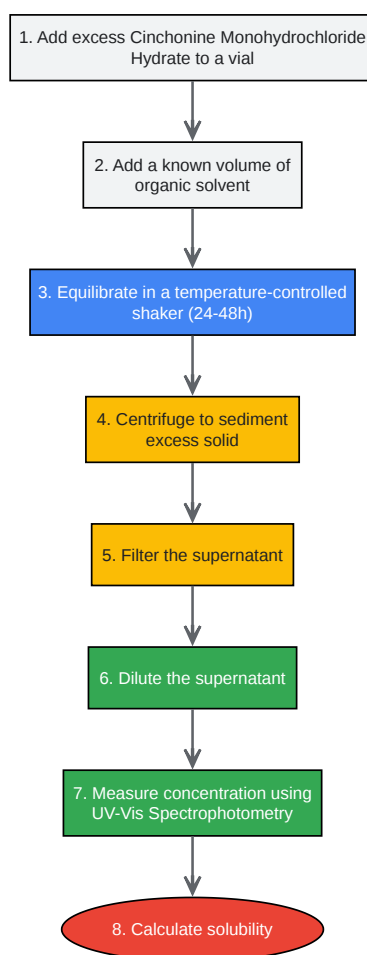 1. Add excess Cinchonine Monohydrochloride
Hydrate to a vial
2. Add a known volume of
organic solvent
3. Equilibrate in a temperature-controlled
shaker (24-48h)
4. Centrifuge to sediment
excess solid
5. Filter the supernatant
6. Dilute the supernatant
7. Measure concentration using
UV-Vis Spectrophotometry
8. Calculate solubility